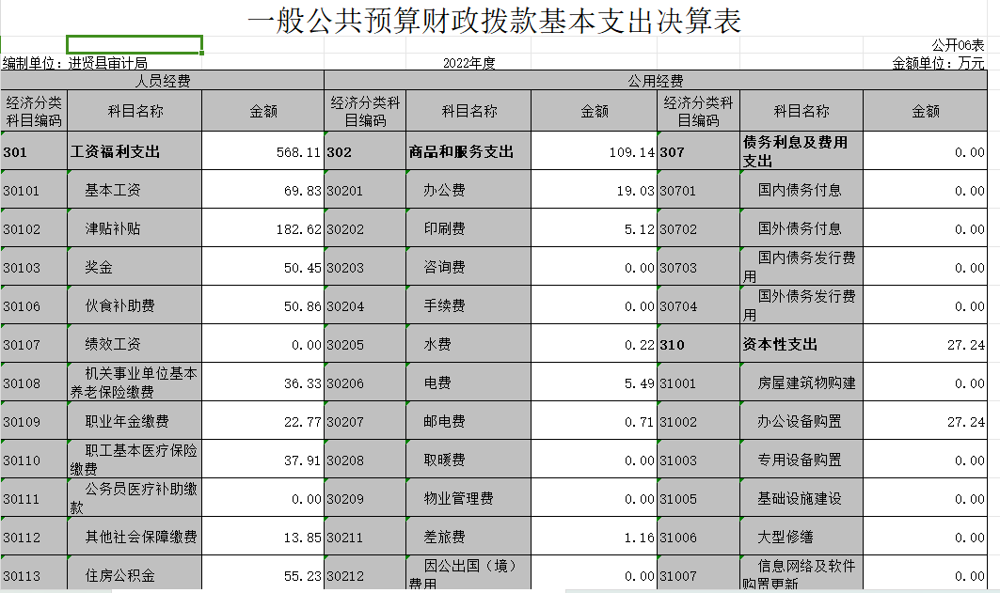 一般公共预算财政拨款基本支出决算表
公开06表
编制单位：进贤县审计局 2022年度 金额单位：万元
人员经费 公用经费
经济分类科目编码 科目名称 金额 经济分类科目编码 科目名称 金额 经济分类科目编码 科目名称 金额
301 工资福利支出 568.11 302 商品和服务支出 109.14 307 债务利息及费用支出 0.00
30101 基本工资 69.83 30201 办公费 19.03 30701 国内债务付息 0.00
30102 津贴补贴 182.62 30202 印刷费 5.12 30702 国外债务付息 0.00
30103 奖金 50.45 30203 咨询费 0.00 30703 国内债务发行费用 0.00
30106 伙食补助费 50.86 30204 手续费 0.00 30704 国外债务发行费用 0.00
30107 绩效工资 0.00 30205 水费 0.22 310 资本性支出 27.24
30108 机关事业单位基本养老保险缴费 36.33 30206 电费 5.49 31001 房屋建筑物购建 0.00
30109 职业年金缴费 22.77 30207 邮电费 0.71 31002 办公设备购置 27.24
30110 职工基本医疗保险缴费 37.91 30208 取暖费 0.00 31003 专用设备购置 0.00
30111 公务员医疗补助缴款 0.00 30209 物业管理费 0.00 31005 基础设施建设 0.00
30112 其他社会保障缴费 13.85 30211 差旅费 1.16 31006 大型修缮 0.00
30113 住房公积金 55.23 30212 因公出国（境）费用 0.00 31007 信息网络及软件购置更新 0.00